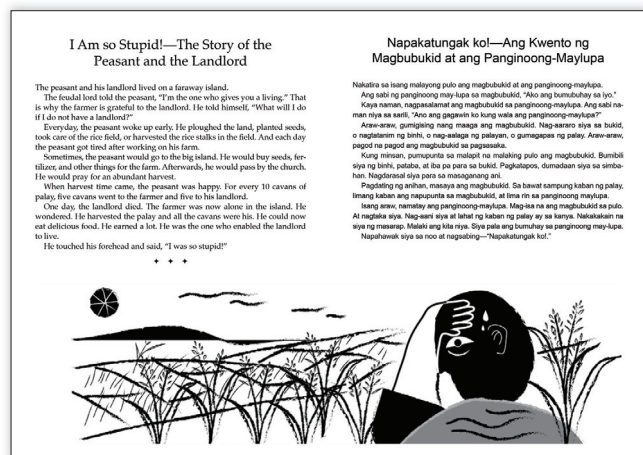 I Am so Stupid!—The Story of the
Peasant and the Landlord
The peasant and his landlord lived on a faraway island.
The feudal lord told the peasant, “I’m the one who gives you a living.” That
is why the farmer is grateful to the landlord. He told himself, “What will I do
if I do not have a landlord?”
Everyday, the peasant woke up early. He ploughed the land, planted seeds,
took care of the rice field, or harvested the rice stalks in the field. And each day
the peasant got tired after working on his farm.
Sometimes, the peasant would go to the big island. He would buy seeds, fer-
tilizer, and other things for the farm. Afterwards, he would pass by the church.
He would pray for an abundant harvest.
When harvest time came, the peasant was happy. For every 10 cavans of
palay, five cavans went to the farmer and five to his landlord.
One day, the landlord died. The farmer was now alone in the island. He
wondered. He harvested the palay and all the cavans were his. He could now
eat delicious food. He earned a lot. He was the one who enabled the landlord
to live.
He touched his forehead and said, “I was so stupid!”
Napakatungak ko!—Ang Kwento ng
Magbubukid at ang Panginoong-Maylupa
Nakatira sa isang malayong pulo ang magbubukid at ang panginoong-maylupa.
Ang sabi ng panginoong may-lupa sa magbubukid, “Ako ang bumubuhay sa iyo.”
Kaya naman, nagpasalamat ang magbubukid sa panginoong-maylupa. Ang sabi na-
man niya sa sarili, “Ano ang gagawin ko kung wala ang panginoong-maylupa?”
Araw-araw, gumigising nang maaga ang magbubukid. Nag-aararo siya sa bukid,
o nagtatanim ng binhi, o nag-aalaga ng palayan, o gumagapas ng palay. Araw-araw,
pagod na pagod ang magbubukid sa pagsasaka.
Kung minsan, pumupunta sa malapit na malaking pulo ang magbubukid. Bumibili
siya ng binhi, pataba, at iba pa para sa bukid. Pagkatapos, dumadaan siya sa simba-
han. Nagdarasal siya para sa masaganang ani.
Pagdating ng anihan, masaya ang magbubukid. Sa bawat sampung kaban ng palay,
limang kaban ang napupunta sa magbubukid, at lima rin sa panginoong maylupa.
Isang araw, namatay ang panginoong-maylupa. Mag-isa na ang magbubukid sa pulo.
At nagtaka siya. Nag-aani siya at lahat ng kaban ng palay ay sa kanya. Nakakakain na
siya ng masarap. Malaki ang kita niya. Siya pala ang bumuhay sa panginoong may-lupa.
Napahawak siya sa noo at nagsabing—“Napakatungak ko!”